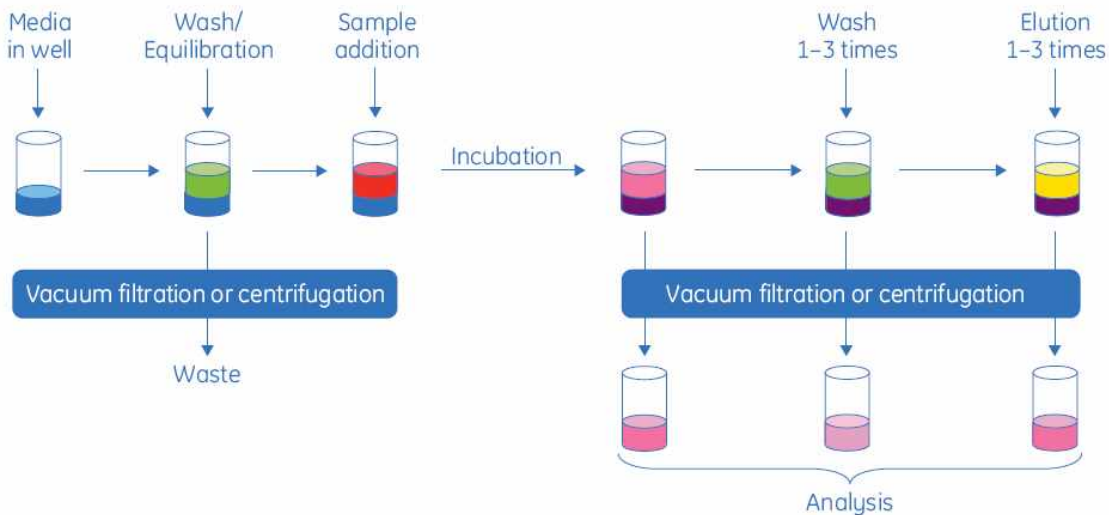 Media
in well
Wash/
Equilibration
Sample
addition
Wash
1–3 times
Elution
1–3 times
Incubation
Vacuum filtration or centrifugation
Vacuum filtration or centrifugation
Waste
Analysis